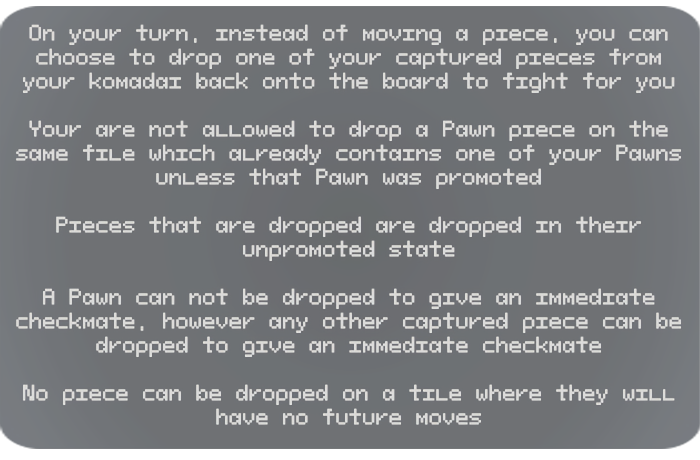 On your turn, instead of moving a piece, you can
choose to drop one of your captured pieces from
your komadai back onto the board to fight for you
Your are not allowed to drop a Pawn piece on the
same file which already contains one of your Pawns
unless that Pawn was promoted
Pieces that are dropped are dropped in their
unpromoted state
A Pawn can not be dropped to give an immediate
checkmate, however any other captured piece can be
dropped to give an immediate checkmate
No piece can be dropped on a tile where they will
have no future moves